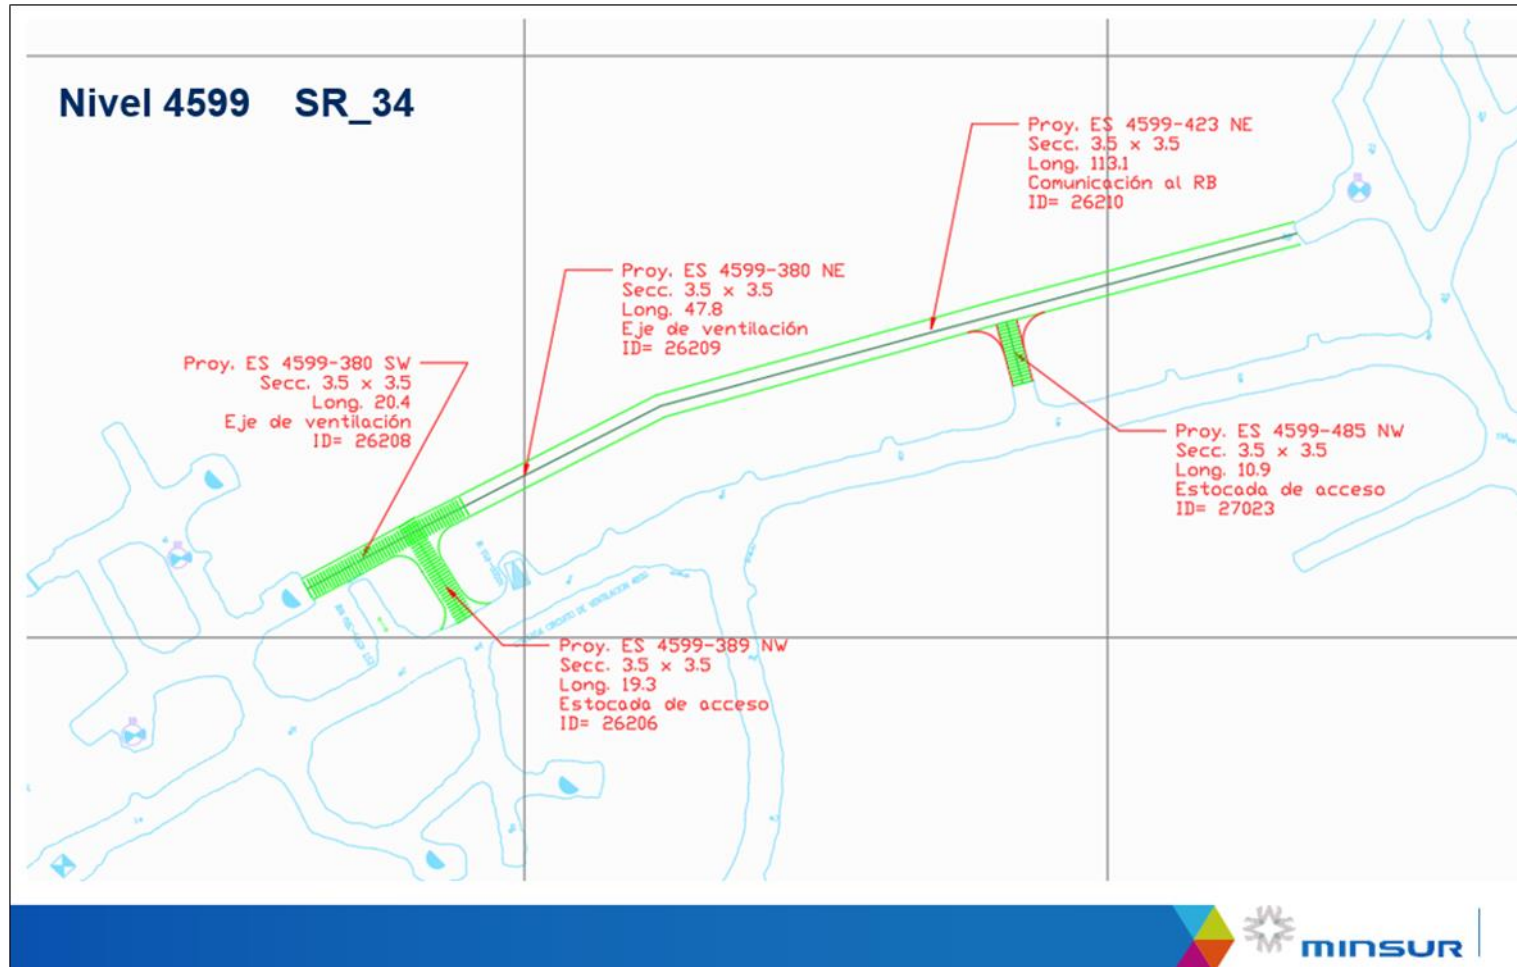 Nivel 4599 SR_34
Proy. ES 4599-423 NE
Secc. 3.5 x 3.5
Long. 113.1
Comunicación al RB
ID= 26210
Proy. ES 4599-380 NE
Secc. 3.5 x 3.5
Long. 47.8
Eje de ventilación
ID= 26209
Proy. ES 4599-380 SW
Secc. 3.5 x 3.5
Long. 20.4
Eje de ventilación
ID= 26208
Proy. ES 4599-485 NW
Secc. 3.5 x 3.5
Long. 10.9
Estocada de acceso
ID= 27023
CIRCUITO DE VENTILACION
Proy. ES 4599-389 NW
Secc. 3.5 x 3.5
Long. 19.3
Estocada de acceso
ID= 26206
MINSUR